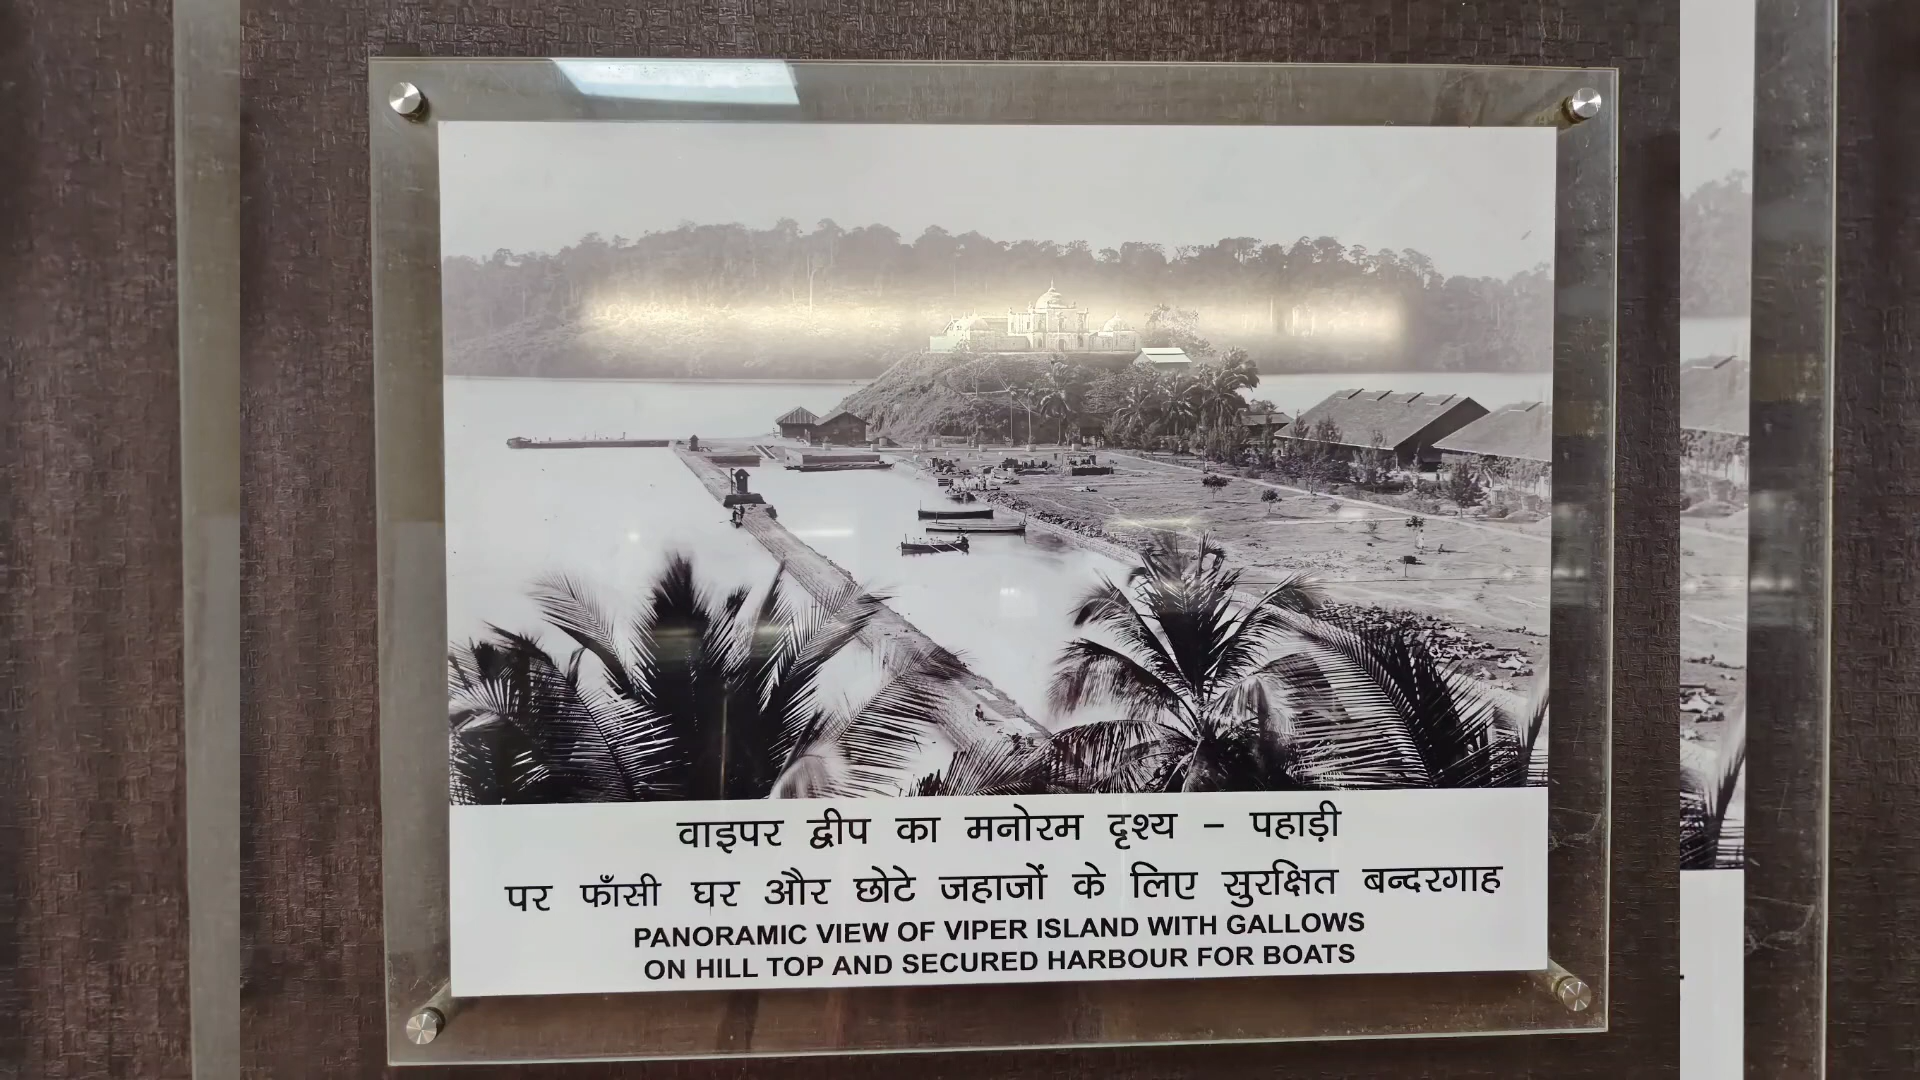 वाइपर द्वीप का मनोरम दृश्य – पहाड़ी
पर फाँसी घर और छोटे जहाजों के लिए सुरक्षित बन्दरगाह
PANORAMIC VIEW OF VIPER ISLAND WITH GALLOWS
ON HILL TOP AND SECURED HARBOUR FOR BOATS